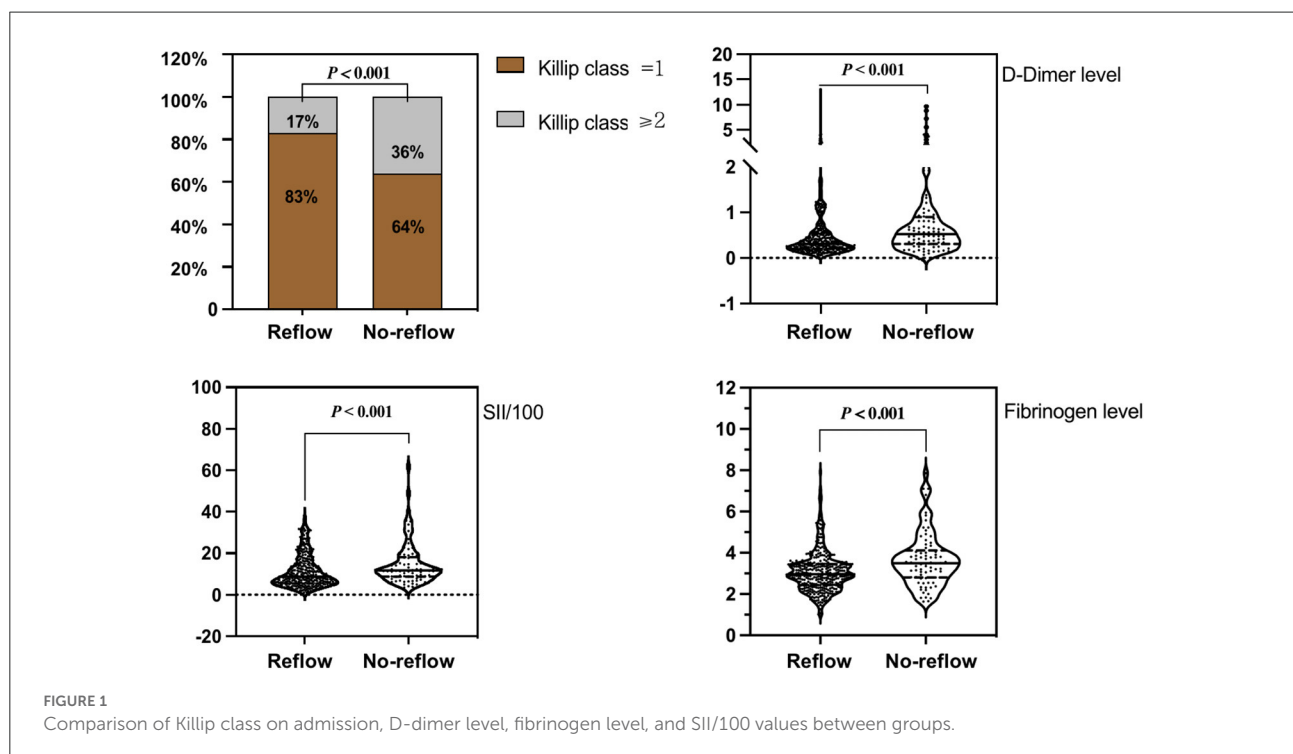 120%
100%
80%
60%
40%
20%
0
P < 0.001
17%
83%
36%
64%
Reflow No-reflow
Killip class =1
Killip class ≥2
20
15
10
5
2
1
0
-1
P < 0.001
D-Dimer level
Reflow No-reflow
100
80
60
40
20
0
-20
P < 0.001
SII/100
Reflow No-reflow
12
10
8
6
4
2
0
P < 0.001
Fibrinogen level
Reflow No-reflow
FIGURE 1
Comparison of Killip class on admission, D-dimer level, fibrinogen level, and SII/100 values between groups.